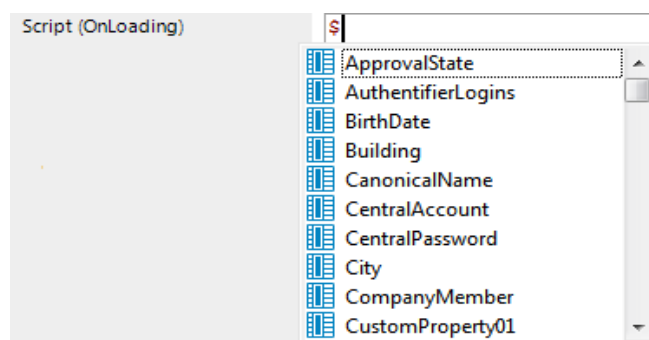 Script (OnLoading) $
ApprovalState
AuthentifierLogins
BirthDate
Building
CanonicalName
CentralAccount
CentralPassword
City
CompanyMember
CustomProperty01